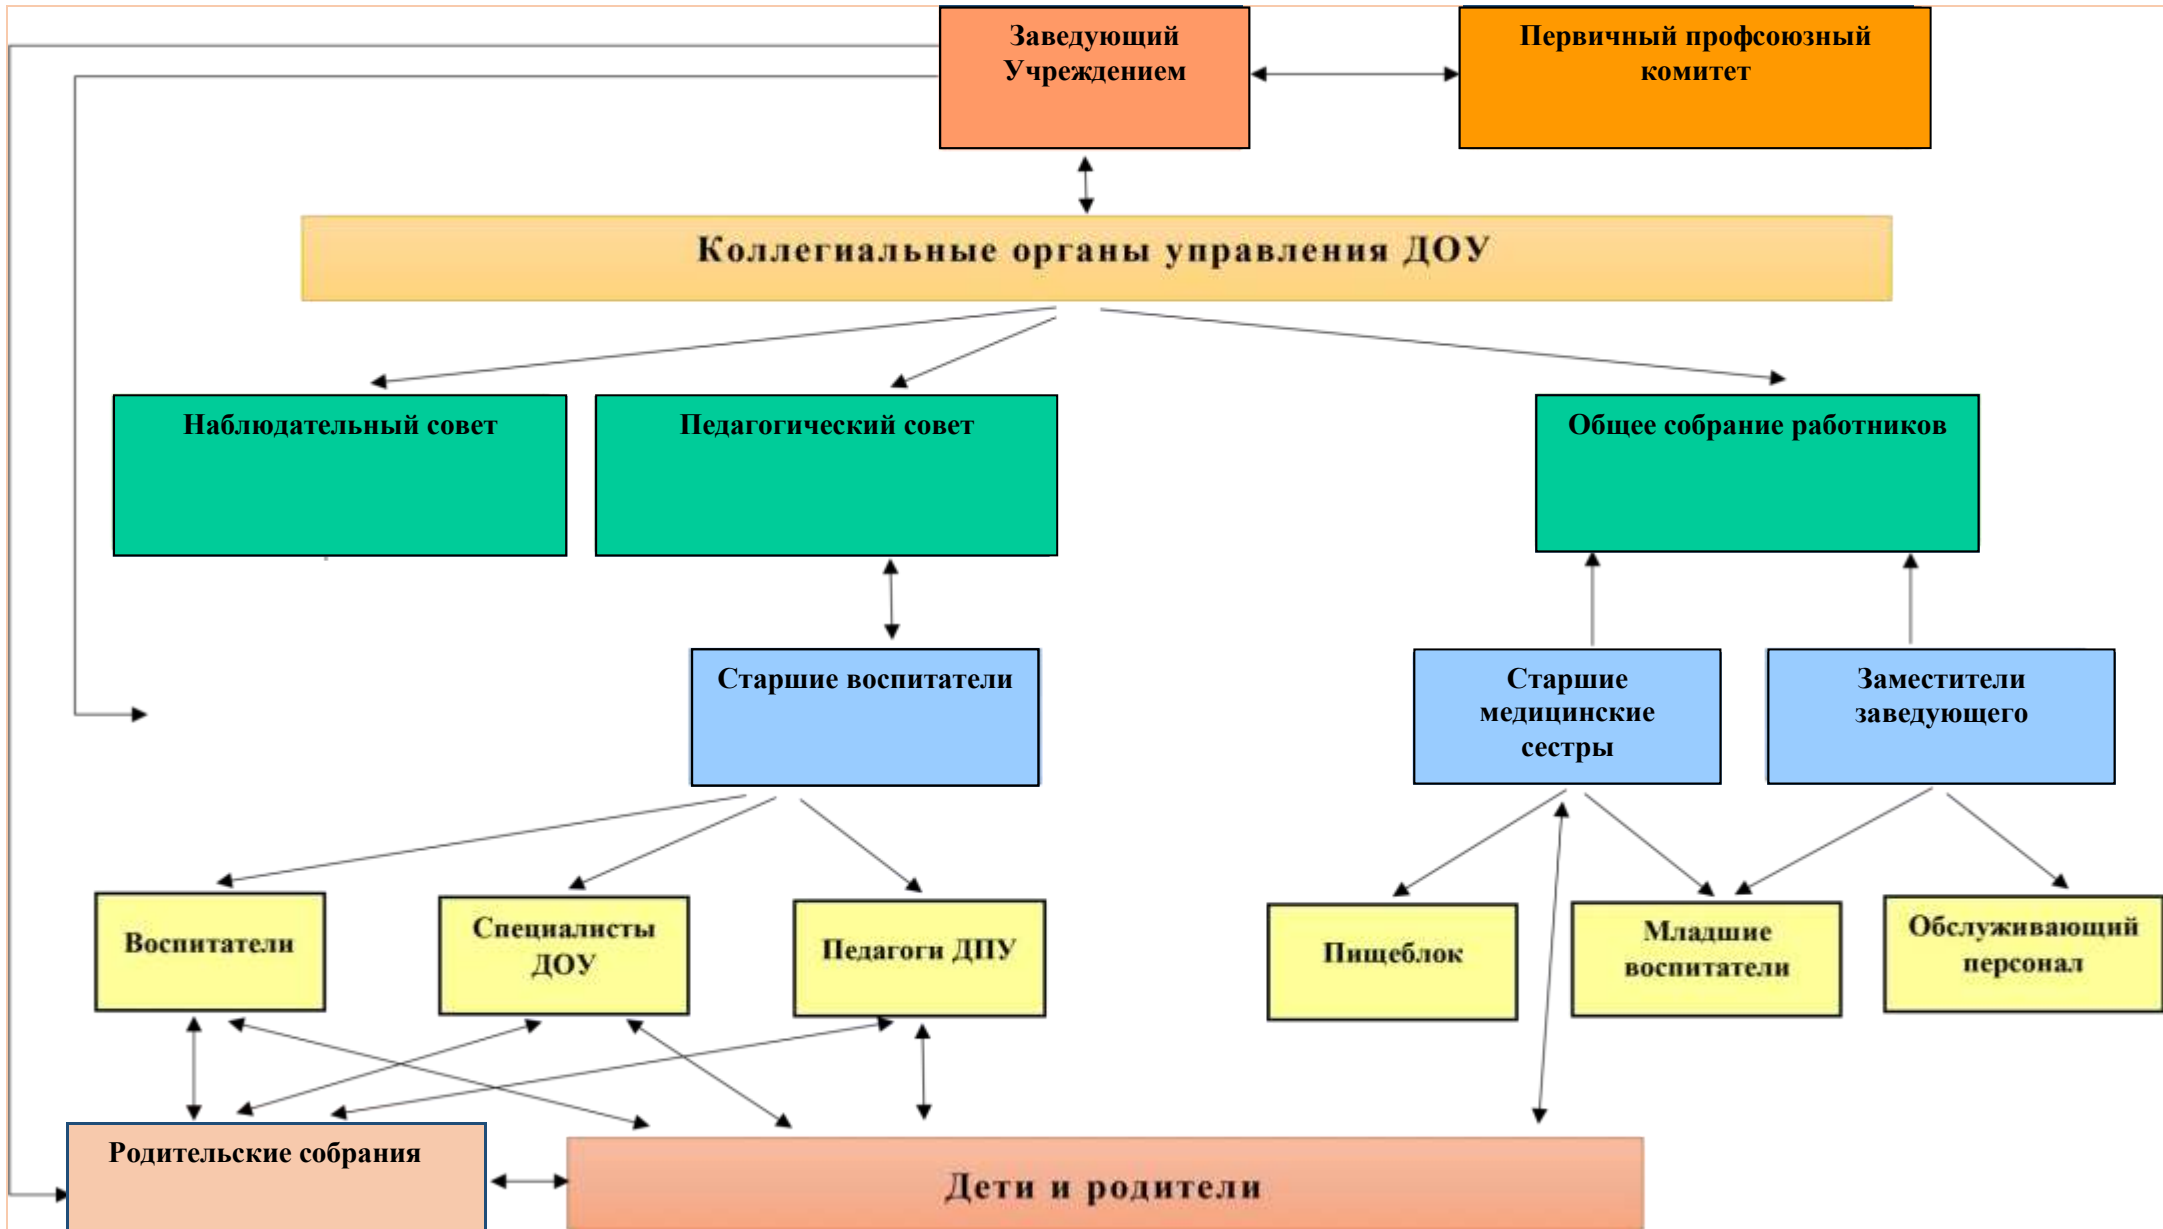 Заведующий
Учреждением
Первичный профсоюзный
комитет
Коллегиальные органы управления ДОУ
Наблюдательный совет
Педагогический совет
Общее собрание работников
Старшие воспитатели
Старшие
медицинские
сестры
Заместители
заведующего
Воспитатели
Специалисты
ДОУ
Педагоги ДПУ
Пищеблок
Младшие
воспитатели
Обслуживающий
персонал
Родительские собрания
Дети и родители